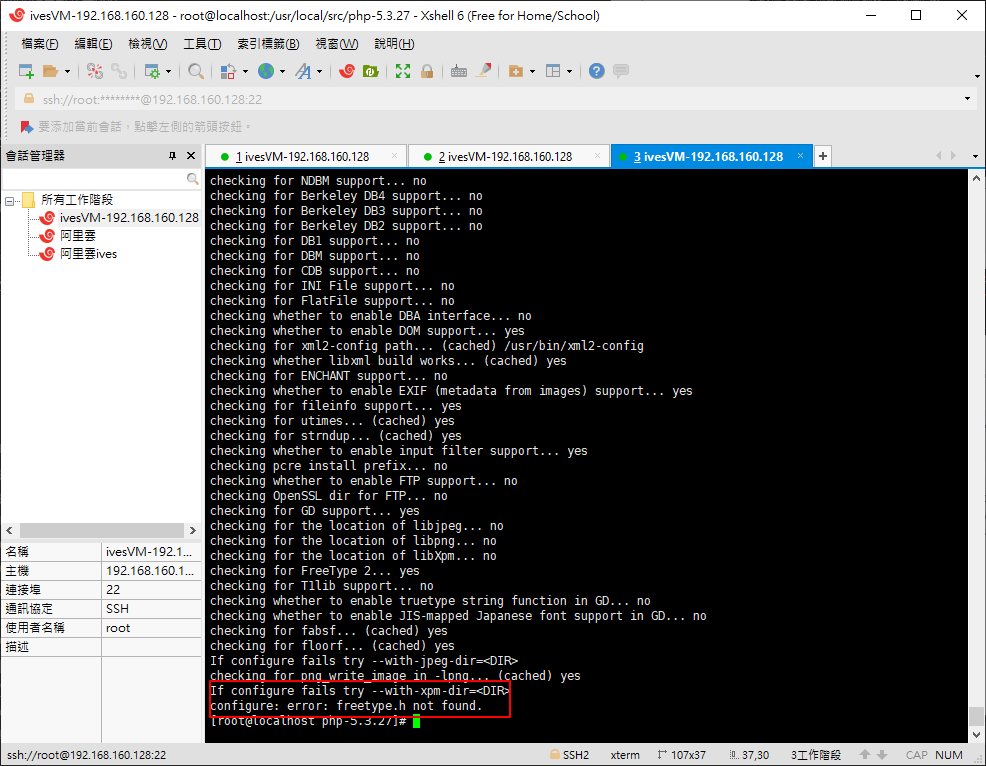 ivesVM-192.168.160.128 - root@localhost:/usr/local/src/php-5.3.27 - Xshell 6 (Free for Home/School)
檔案(F) 編輯(E) 檢視(V) 工具(T) 索引標籤(B) 視窗(W) 說明(H)
ssh://root:********@192.168.160.128:22
要添加當前會話，點擊左側的箭頭按鈕。
會話管理器
1 ivesVM-192.168.160.128 2 ivesVM-192.168.160.128 3 ivesVM-192.168.160.128
所有工作階段
ivesVM-192.168.160.128
阿里雲
阿里雲ives
名稱 ivesVM-192.1...
主機 192.168.160.1...
連接埠 22
通訊協定 SSH
使用者名稱 root
描述
checking for NDBM support... no
checking for Berkeley DB4 support... no
checking for Berkeley DB3 support... no
checking for Berkeley DB2 support... no
checking for DB1 support... no
checking for DBM support... no
checking for CDB support... no
checking for INI File support... no
checking for FlatFile support... no
checking whether to enable DBA interface... no
checking whether to enable DOM support... yes
checking for xml2-config path... (cached) /usr/bin/xml2-config
checking whether libxml build works... (cached) yes
checking for ENCHANT support... no
checking whether to enable EXIF (metadata from images) support... yes
checking for fileinfo support... yes
checking for utimes... (cached) yes
checking for strndup... (cached) yes
checking whether to enable input filter support... yes
checking pcre install prefix... no
checking whether to enable FTP support... no
checking OpenSSL dir for FTP... no
checking for GD support... yes
checking for the location of libjpeg... no
checking for the location of libpng... no
checking for the location of libXpm... no
checking for FreeType 2... yes
checking for T1lib support... no
checking whether to enable truetype string function in GD... no
checking whether to enable JIS-mapped Japanese font support in GD... no
checking for fabsf... (cached) yes
checking for floorf... (cached) yes
If configure fails try --with-jpeg-dir=<DIR>
checking for png_write_image in -lpng... (cached) yes
If configure fails try --with-xpm-dir=<DIR>
configure: error: freetype.h not found.
[root@localhost php-5.3.27]#
ssh://root@192.168.160.128:22 SSH2 xterm 107x37 37,30 3工作階段 CAP NUM